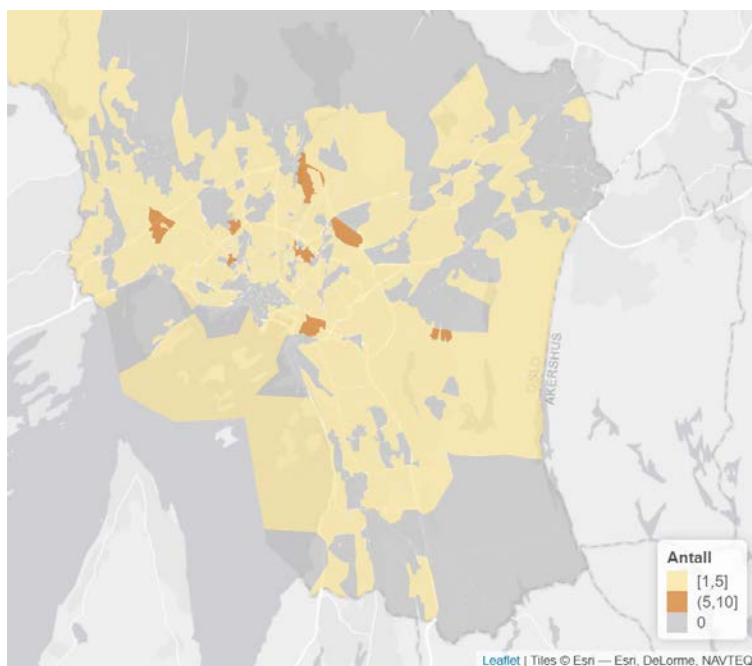 OSLO
AKERSHUS
Antall
[1,5]
(5,10]
0
Leaflet | Tiles © Esri — Esri, DeLorme, NAVTEQ